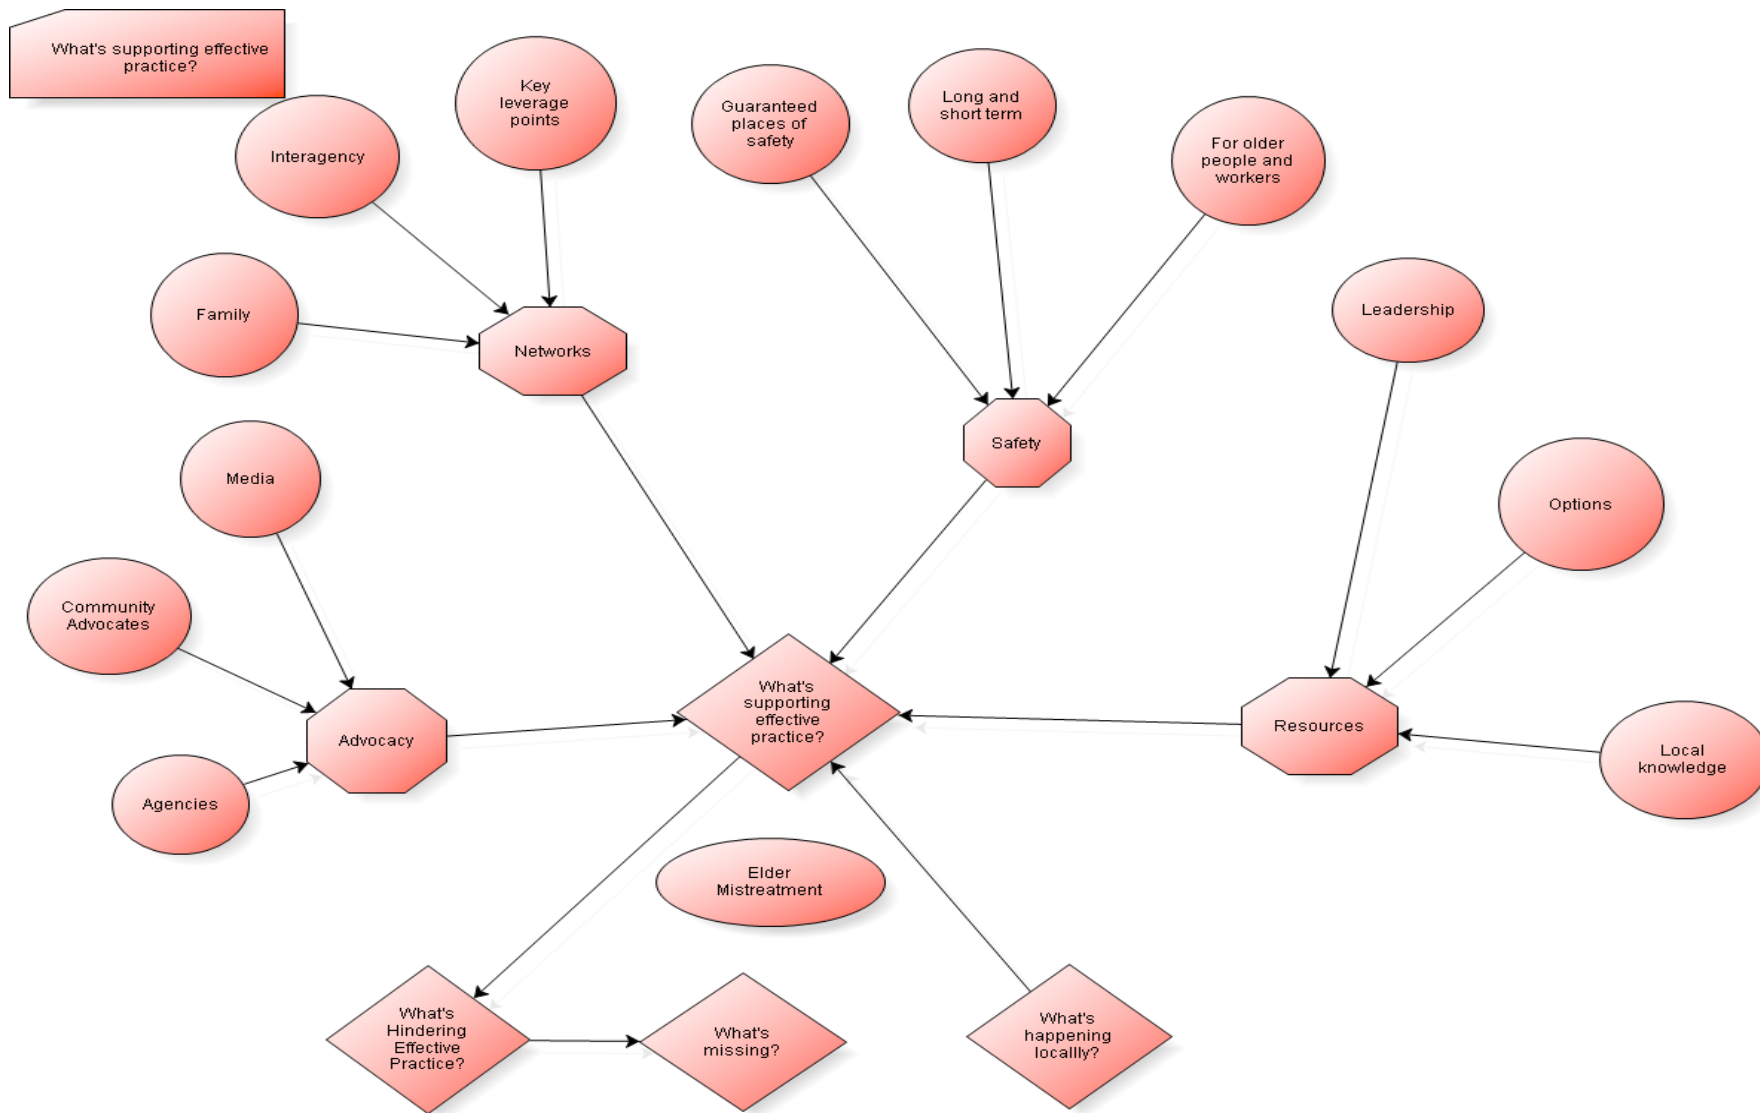 What's supporting effective
practice?
Key
leverage
points
Interagency
Guaranteed
places of
safety
Long and
short term
For older
people and
workers
Family
Networks
Leadership
Safety
Media
Options
Community
Advocates
What's
supporting
effective
practice?
Advocacy
Resources
Local
knowledge
Agencies
Elder
Mistreatment
What's
Hindering
Effective
Practice?
What's
missing?
What's
happening
locallly?